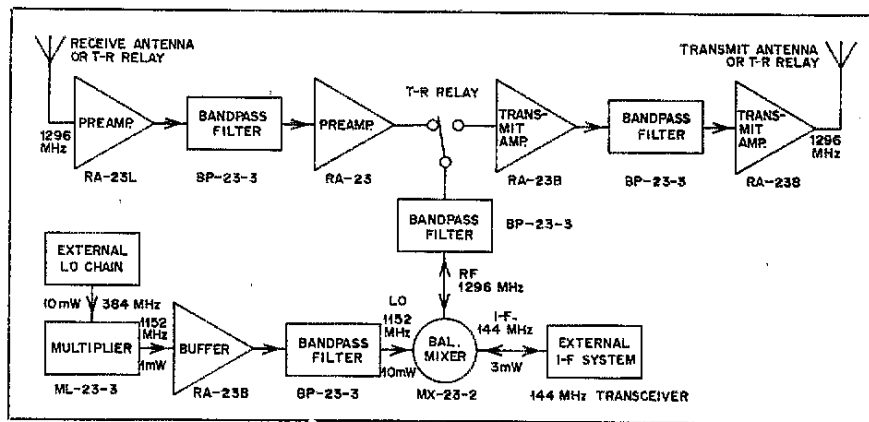 RECEIVE ANTENNA
OR T-R RELAY
TRANSMIT ANTENNA
OR T-R RELAY
PREAMP.
BANDPASS
FILTER
PREAMP.
T-R RELAY
TRANSMIT
AMP.
BANDPASS
FILTER
TRANS-
MIT
AMP.
1296
MHz
1296
MHz
RA-23L
BP-23-3
RA-23
RA-23B
BP-23-3
RA-23B
BANDPASS
FILTER
BP-23-3
EXTERNAL
LO CHAIN
10mW
384 MHz
RF
1296 MHz
MULTIPLIER
1152
MHz
1mW
BUFFER
BANDPASS
FILTER
LO
1152
MHz
10mW
BAL.
MIXER
I-F
144 MHz
3mW
EXTERNAL
I-F SYSTEM
ML-23-3
RA-23B
BP-23-3
MX-23-2
144 MHz TRANSCEIVER